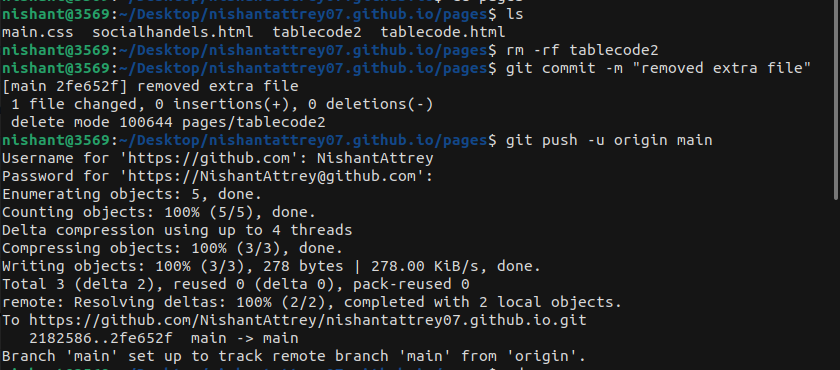 nishant@3569:~/Desktop/nishantattrey07.github.io/pages$ ls
main.css  socialhandels.html  tablecode2  tablecode.html
nishant@3569:~/Desktop/nishantattrey07.github.io/pages$ rm -rf tablecode2
nishant@3569:~/Desktop/nishantattrey07.github.io/pages$ git commit -m "removed extra file"
[main 2fe652f] removed extra file
 1 file changed, 0 insertions(+), 0 deletions(-)
 delete mode 100644 pages/tablecode2
nishant@3569:~/Desktop/nishantattrey07.github.io/pages$ git push -u origin main
Username for 'https://github.com': NishantAttrey
Password for 'https://NishantAttrey@github.com':
Enumerating objects: 5, done.
Counting objects: 100% (5/5), done.
Delta compression using up to 4 threads
Compressing objects: 100% (3/3), done.
Writing objects: 100% (3/3), 278 bytes | 278.00 KiB/s, done.
Total 3 (delta 2), reused 0 (delta 0), pack-reused 0
remote: Resolving deltas: 100% (2/2), completed with 2 local objects.
To https://github.com/NishantAttrey/nishantattrey07.github.io.git
   2182586..2fe652f  main -> main
Branch 'main' set up to track remote branch 'main' from 'origin'.